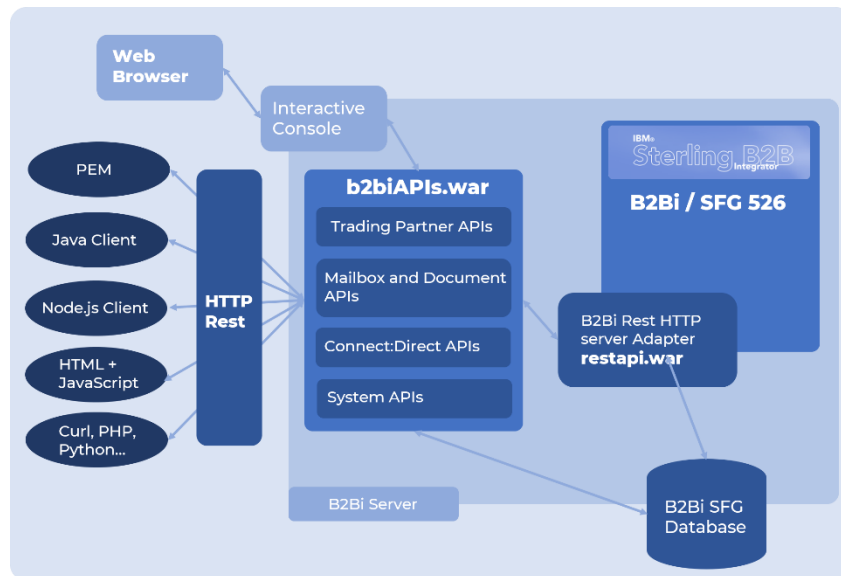 Web
Browser
Interactive
Console
PEM
Java Client
Node.js Client
HTML +
JavaScript
Curl, PHP,
Python...
HTTP
Rest
b2biAPIs.war
Trading Partner APIs
Mailbox and Document
APIs
Connect:Direct APIs
System APIs
B2Bi Server
IBM®
Sterling B2B
Integrator
B2Bi / SFG 526
B2Bi Rest HTTP
server Adapter
restapi.war
B2Bi SFG
Database